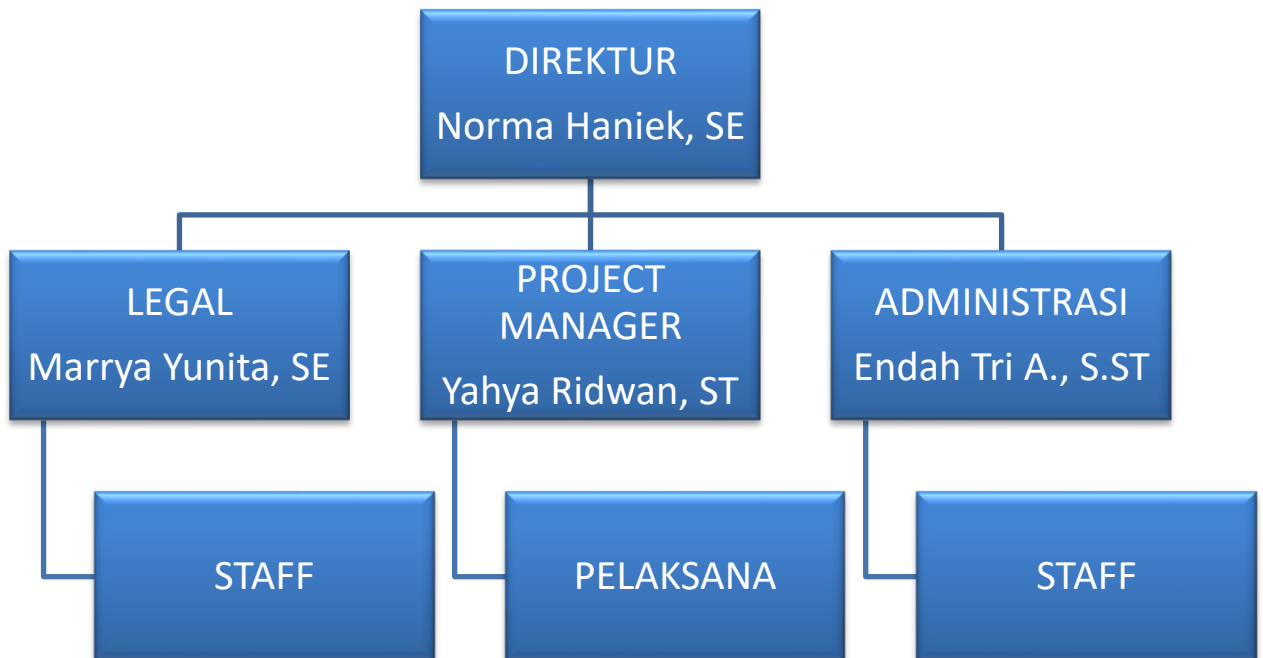 DIREKTUR
Norma Haniek, SE
LEGAL
Marrya Yunita, SE
PROJECT
MANAGER
Yahya Ridwan, ST
ADMINISTRASI
Endah Tri A., S.ST
STAFF
PELAKSANA
STAFF